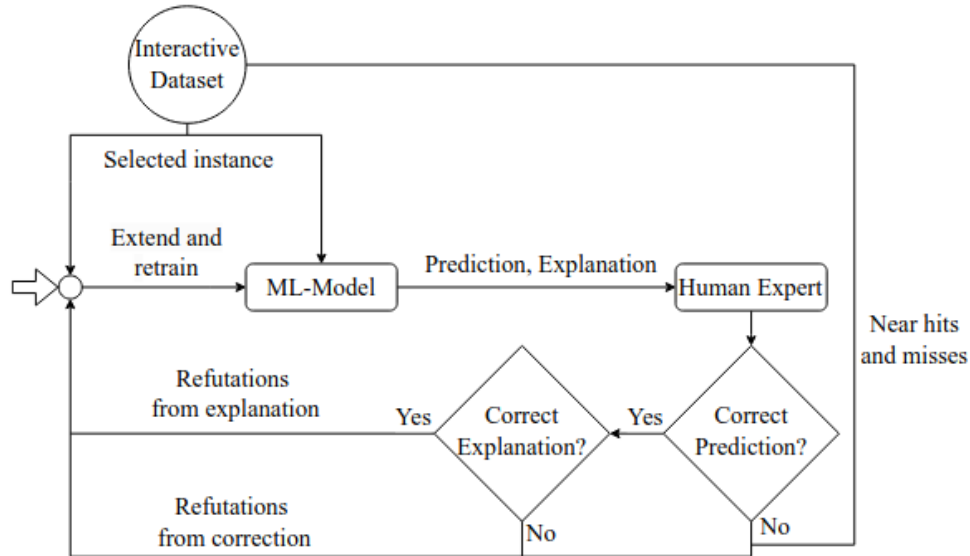 Interactive
Dataset
Selected instance
Extend and
retrain
ML-Model
Prediction, Explanation
Human Expert
Near hits
and misses
Refutations
from explanation
Yes
Correct
Explanation?
Yes
Correct
Prediction?
Refutations
from correction
No
No